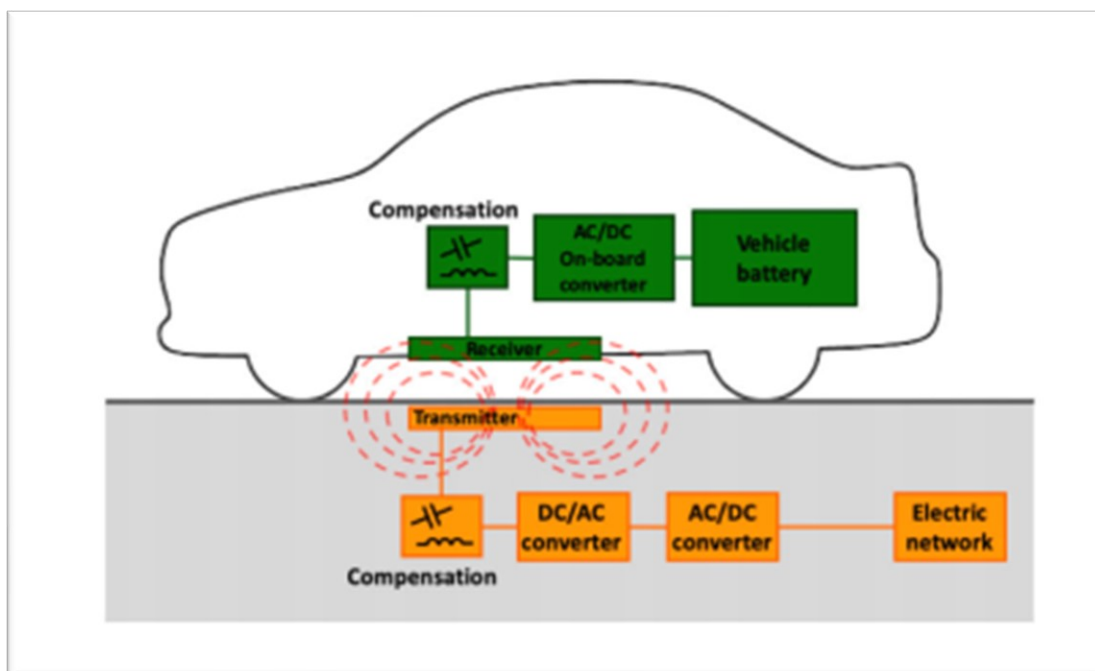 Compensation
AC/DC
On-board
converter
Vehicle
battery
Receiver
Transmitter
DC/AC
converter
AC/DC
converter
Electric
network
Compensation